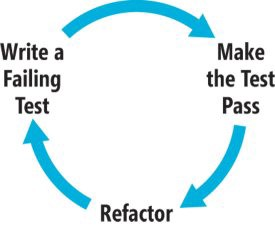 Write a
Failing
Test
Make
the Test
Pass
Refactor